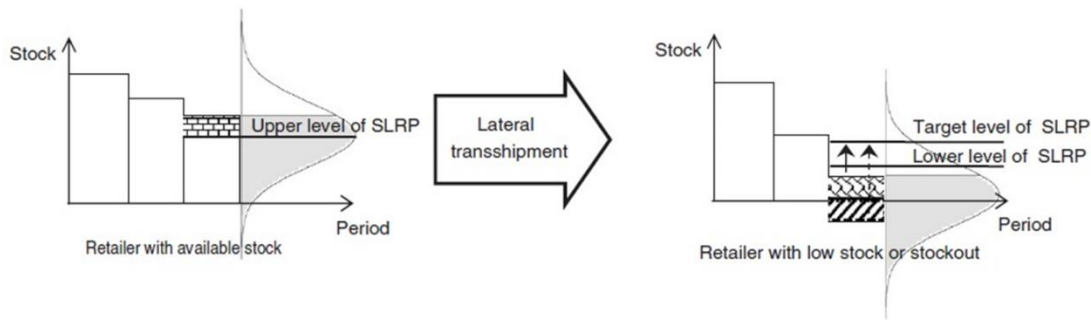 Stock
Upper level of SLRP
Period
Retailer with available stock
Lateral
transshipment
Stock
Target level of SLRP
Lower level of SLRP
Period
Retailer with low stock or stockout